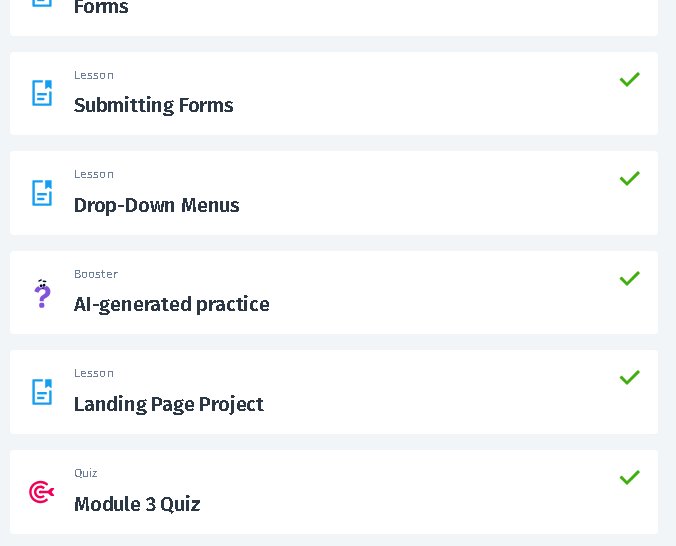 Forms
Lesson
Submitting Forms
Lesson
Drop-Down Menus
Booster
AI-generated practice
Lesson
Landing Page Project
Quiz
Module 3 Quiz